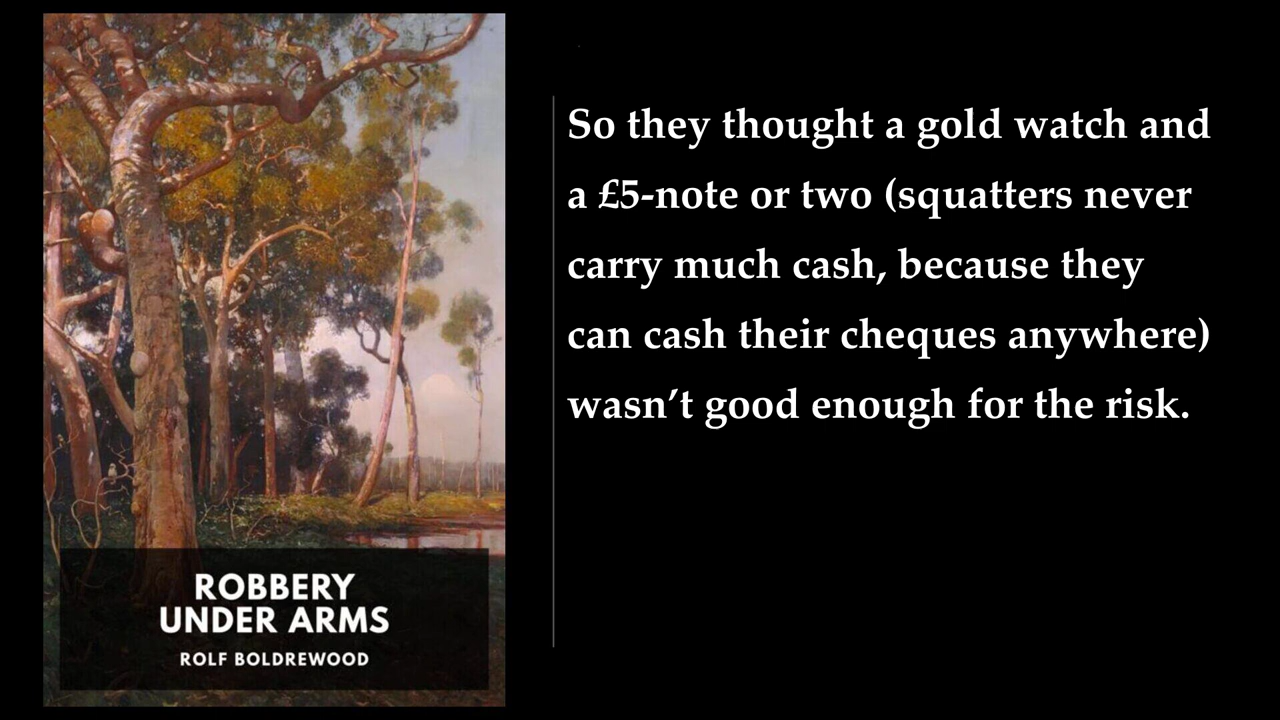 So they thought a gold watch and
a £5-note or two (squatters never
carry much cash, because they
can cash their cheques anywhere)
wasn’t good enough for the risk.
ROBBERY
UNDER ARMS
ROLF BOLDREWOOD